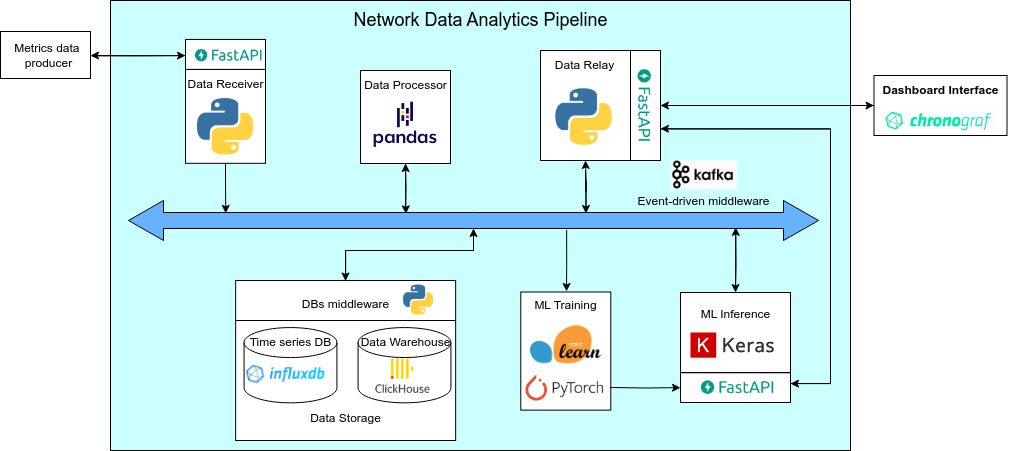 Network Data Analytics Pipeline
Metrics data
producer
FastAPI
Data Receiver
Data Processor
pandas
Data Relay
FastAPI
Dashboard Interface
chronograf
kafka
Event-driven middleware
DBs middleware
Time series DB
influxdb
Data Warehouse
ClickHouse
Data Storage
ML Training
scikit
learn
PyTorch
ML Inference
K Keras
FastAPI